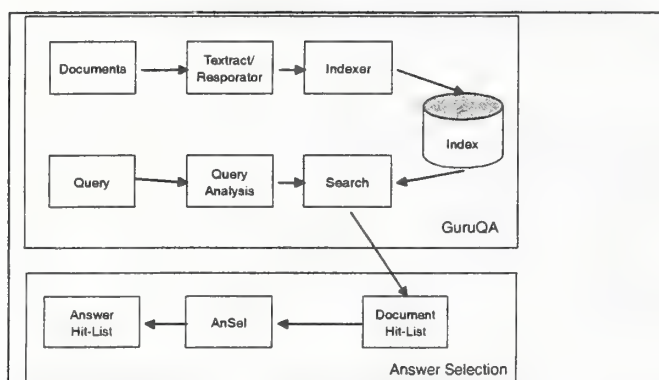 Documents
Textract/
Resporator
Indexer
Index
Query
Query
Analysis
Search
GuruQA
Answer
Hit-List
AnSel
Document
Hit-List
Answer Selection